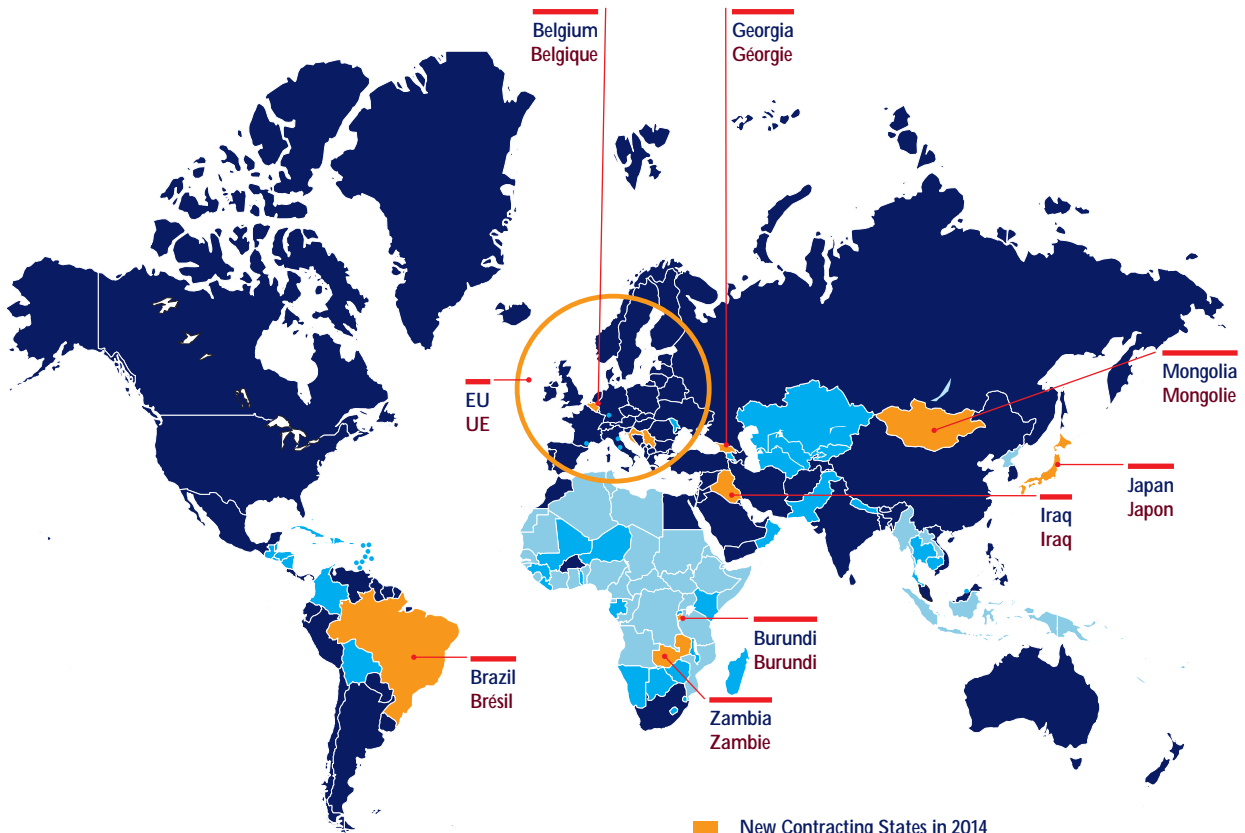 Belgium
Belgique
Georgia
Géorgie
Mongolia
Mongolie
EU
UE
Japan
Japon
Iraq
Iraq
Burundi
Burundi
Brazil
Brésil
Zambia
Zambie
New Contracting States in 2014